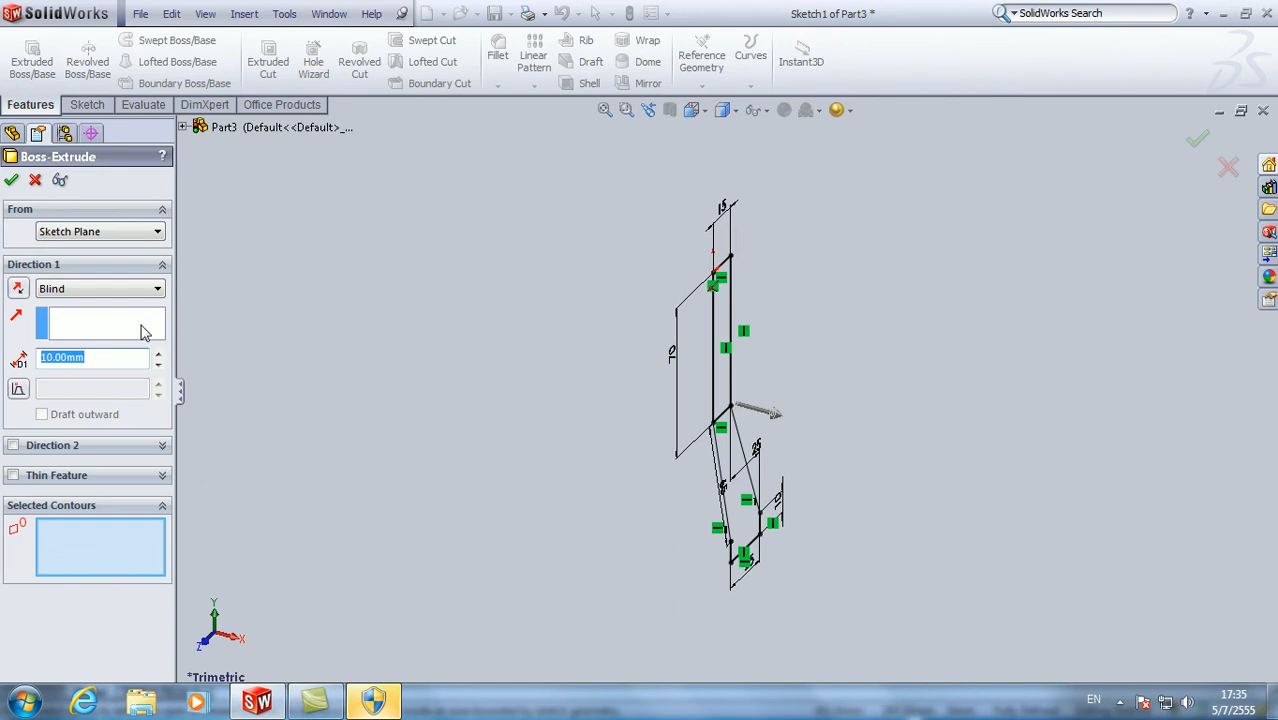 SolidWorks
File Edit View Insert Tools Window Help
Sketch1 of Part3 *
SolidWorks Search
Extruded Boss/Base
Revolved Boss/Base
Swept Boss/Base
Lofted Boss/Base
Boundary Boss/Base
Extruded Cut
Hole Wizard
Revolved Cut
Swept Cut
Lofted Cut
Boundary Cut
Fillet
Linear Pattern
Rib
Draft
Shell
Wrap
Dome
Mirror
Reference Geometry
Curves
Instant3D
Features Sketch Evaluate DimXpert Office Products
Part3 (Default<<Default>_...
Boss-Extrude ?
From
Sketch Plane
Direction 1
Blind
D1
10.00mm
Draft outward
Direction 2
Thin Feature
Selected Contours
15
70
10
Y
X
Z
*Trimetric
EN
17:35
5/7/2555